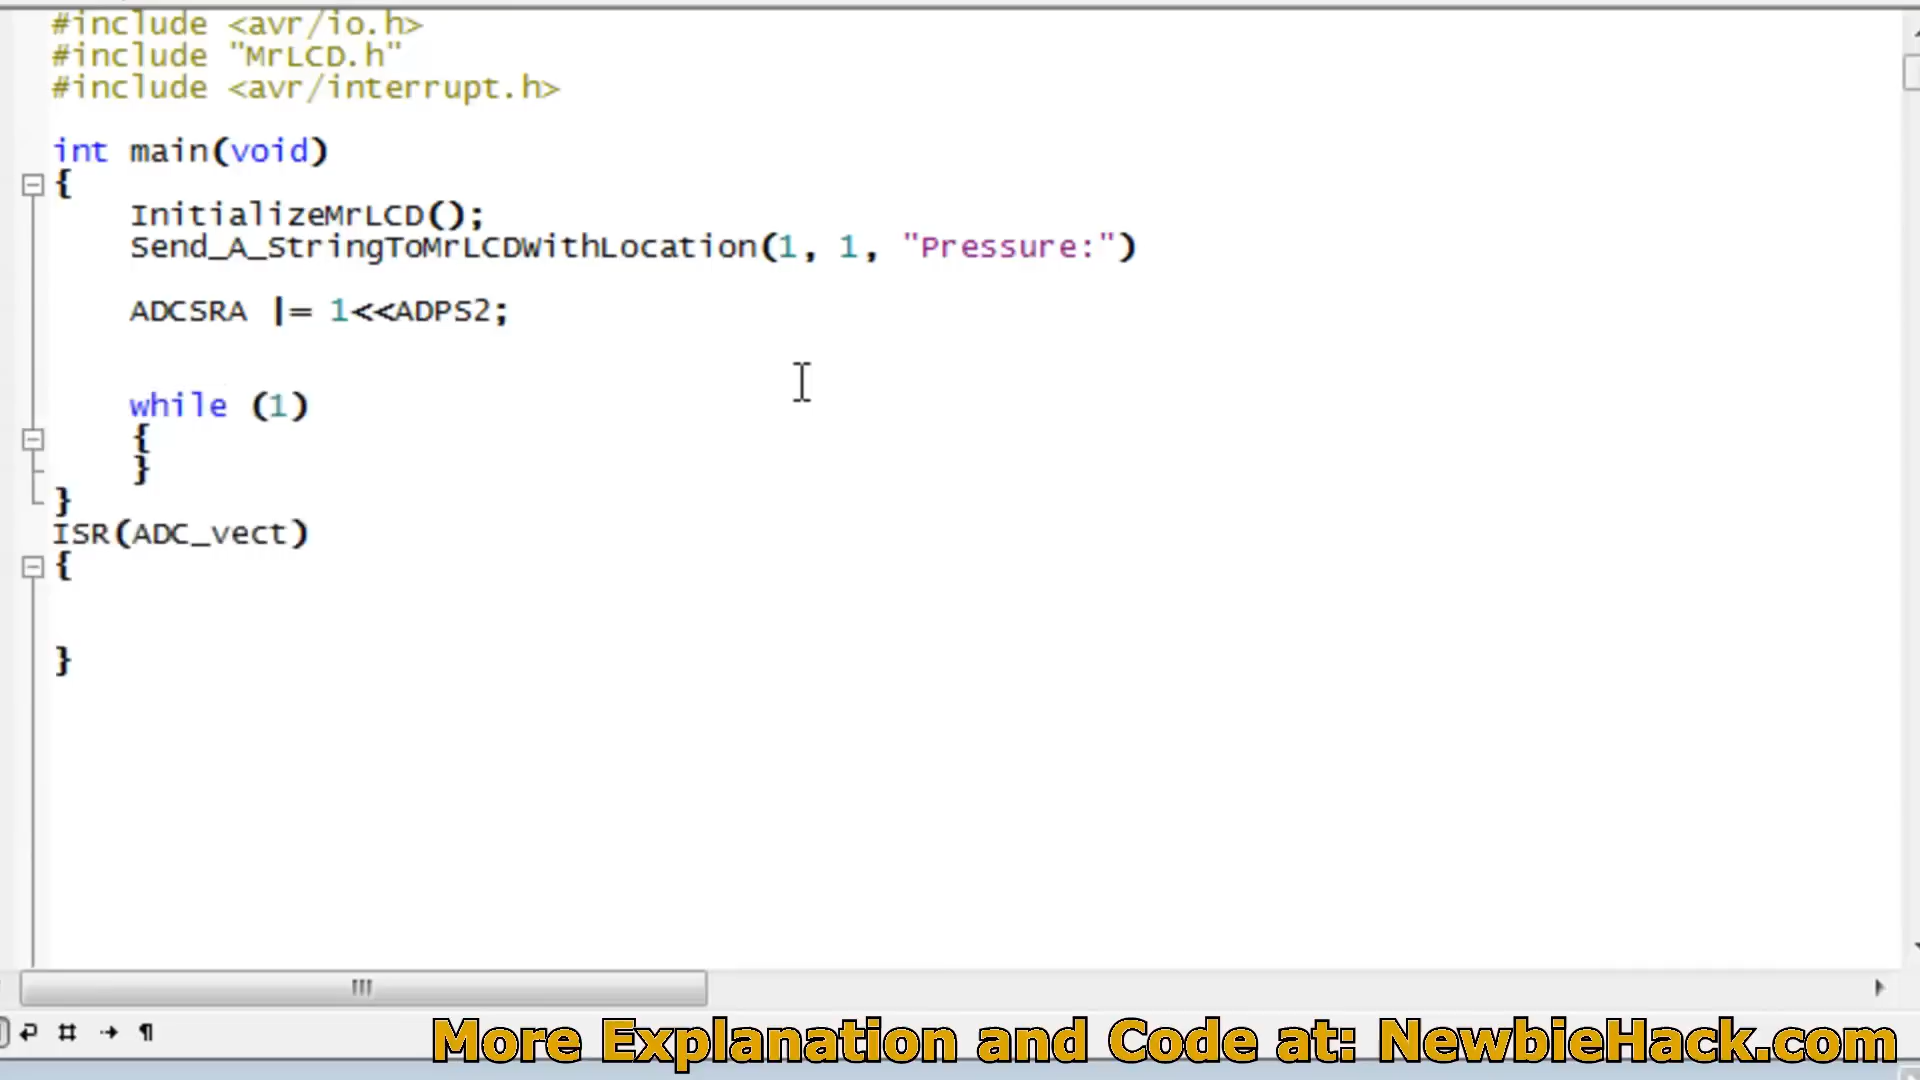 #include <avr/io.h>
#include "MrLCD.h"
#include <avr/interrupt.h>
int main(void)
{
InitializeMrLCD();
Send_A_StringToMrLCDWithLocation(1, 1, "Pressure:")
ADCSRA |= 1<<ADPS2;
while (1)
{
}
}
ISR(ADC_vect)
{
}
More Explanation and Code at: NewbieHack.com